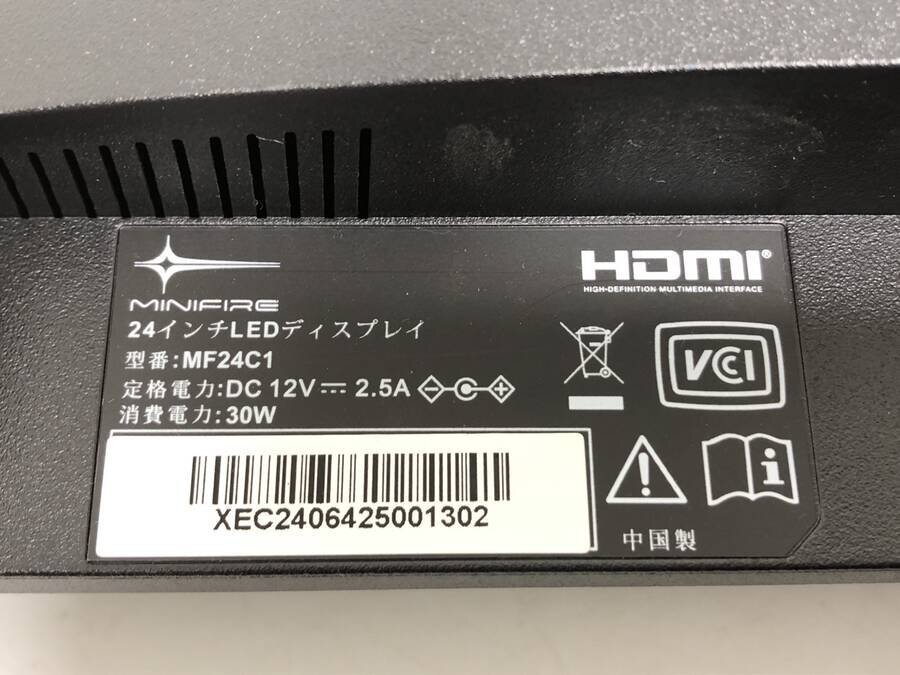 MINIFIRE
24インチLEDディスプレイ
型番:MF24C1
定格電力:DC 12V⎓ 2.5A
消費電力:30W
XEC2406425001302
HDMI®
HIGH-DEFINITION MULTIMEDIA INTERFACE
VCCI
中国製